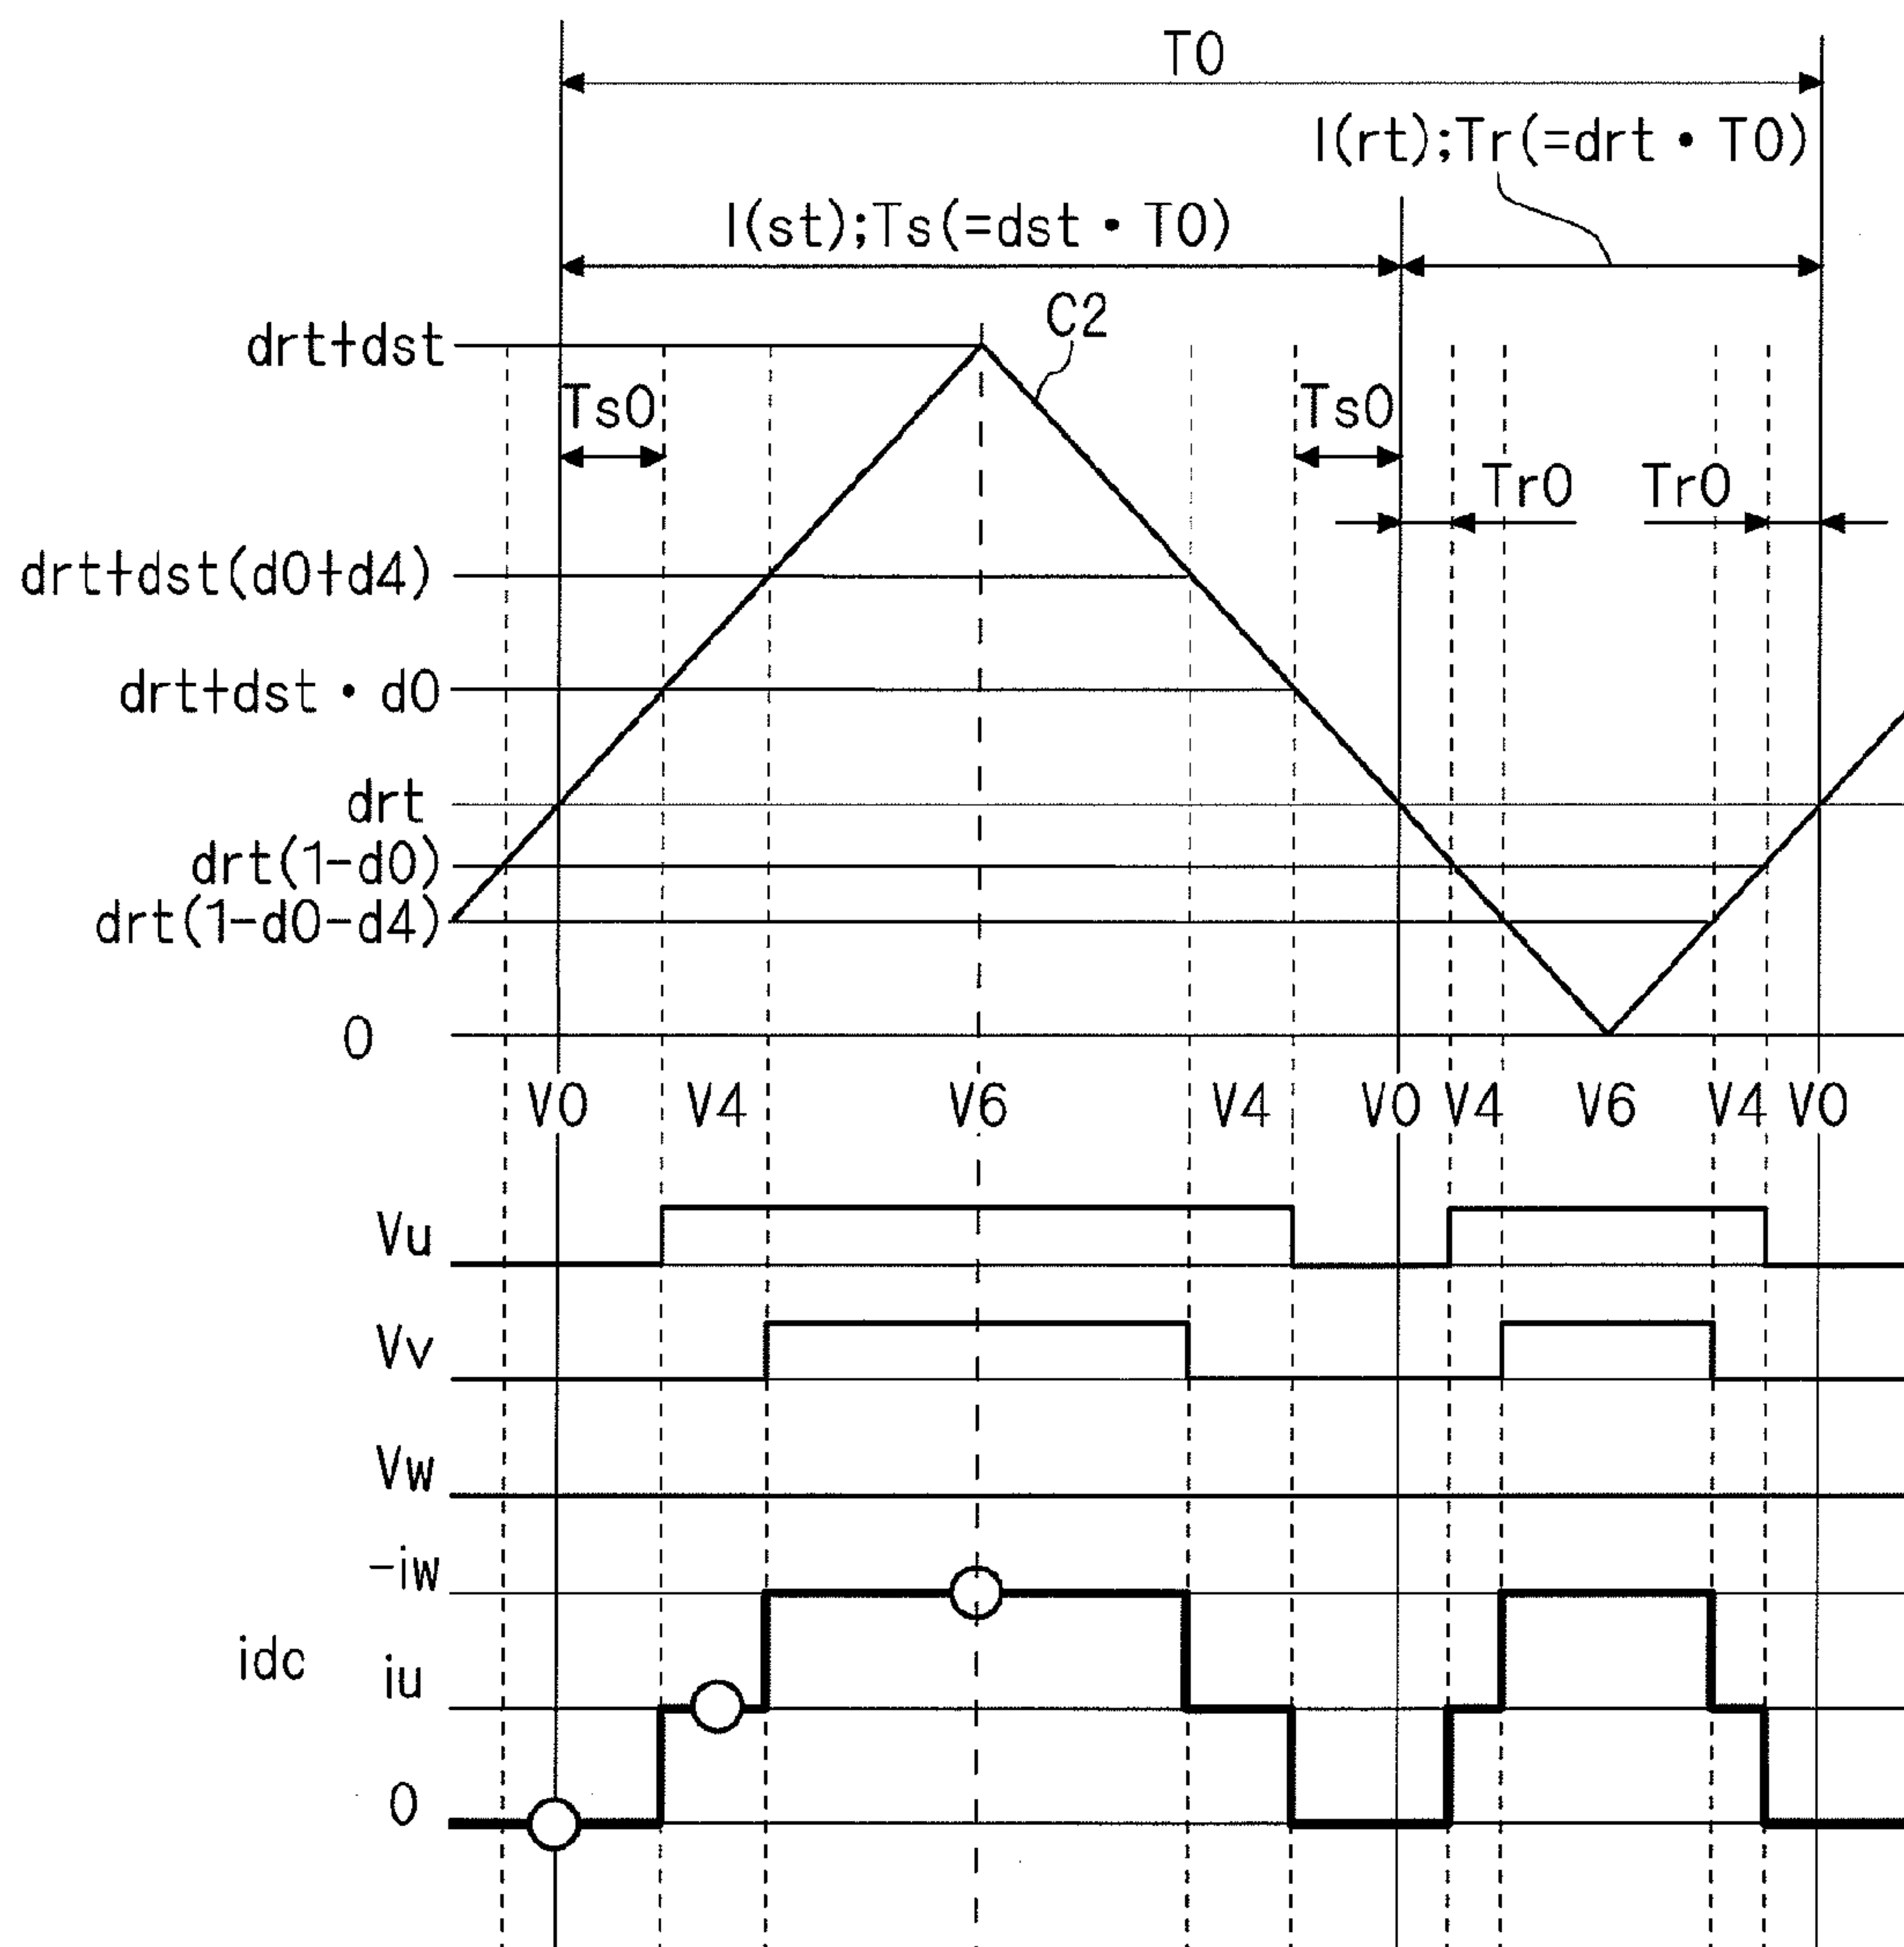 T0
I(rt);Tr(=drt・T0)
I(st);Ts(=dst・T0)
C2
drt+dst
Ts0
Ts0
Tr0
Tr0
drt+dst(d0+d4)
drt+dst・d0
drt
drt(1-d0)
drt(1-d0-d4)
0
V0 V4 V6 V4 V0 V4 V6 V4 V0
Vu
Vv
Vw
-iw
idc
iu
0